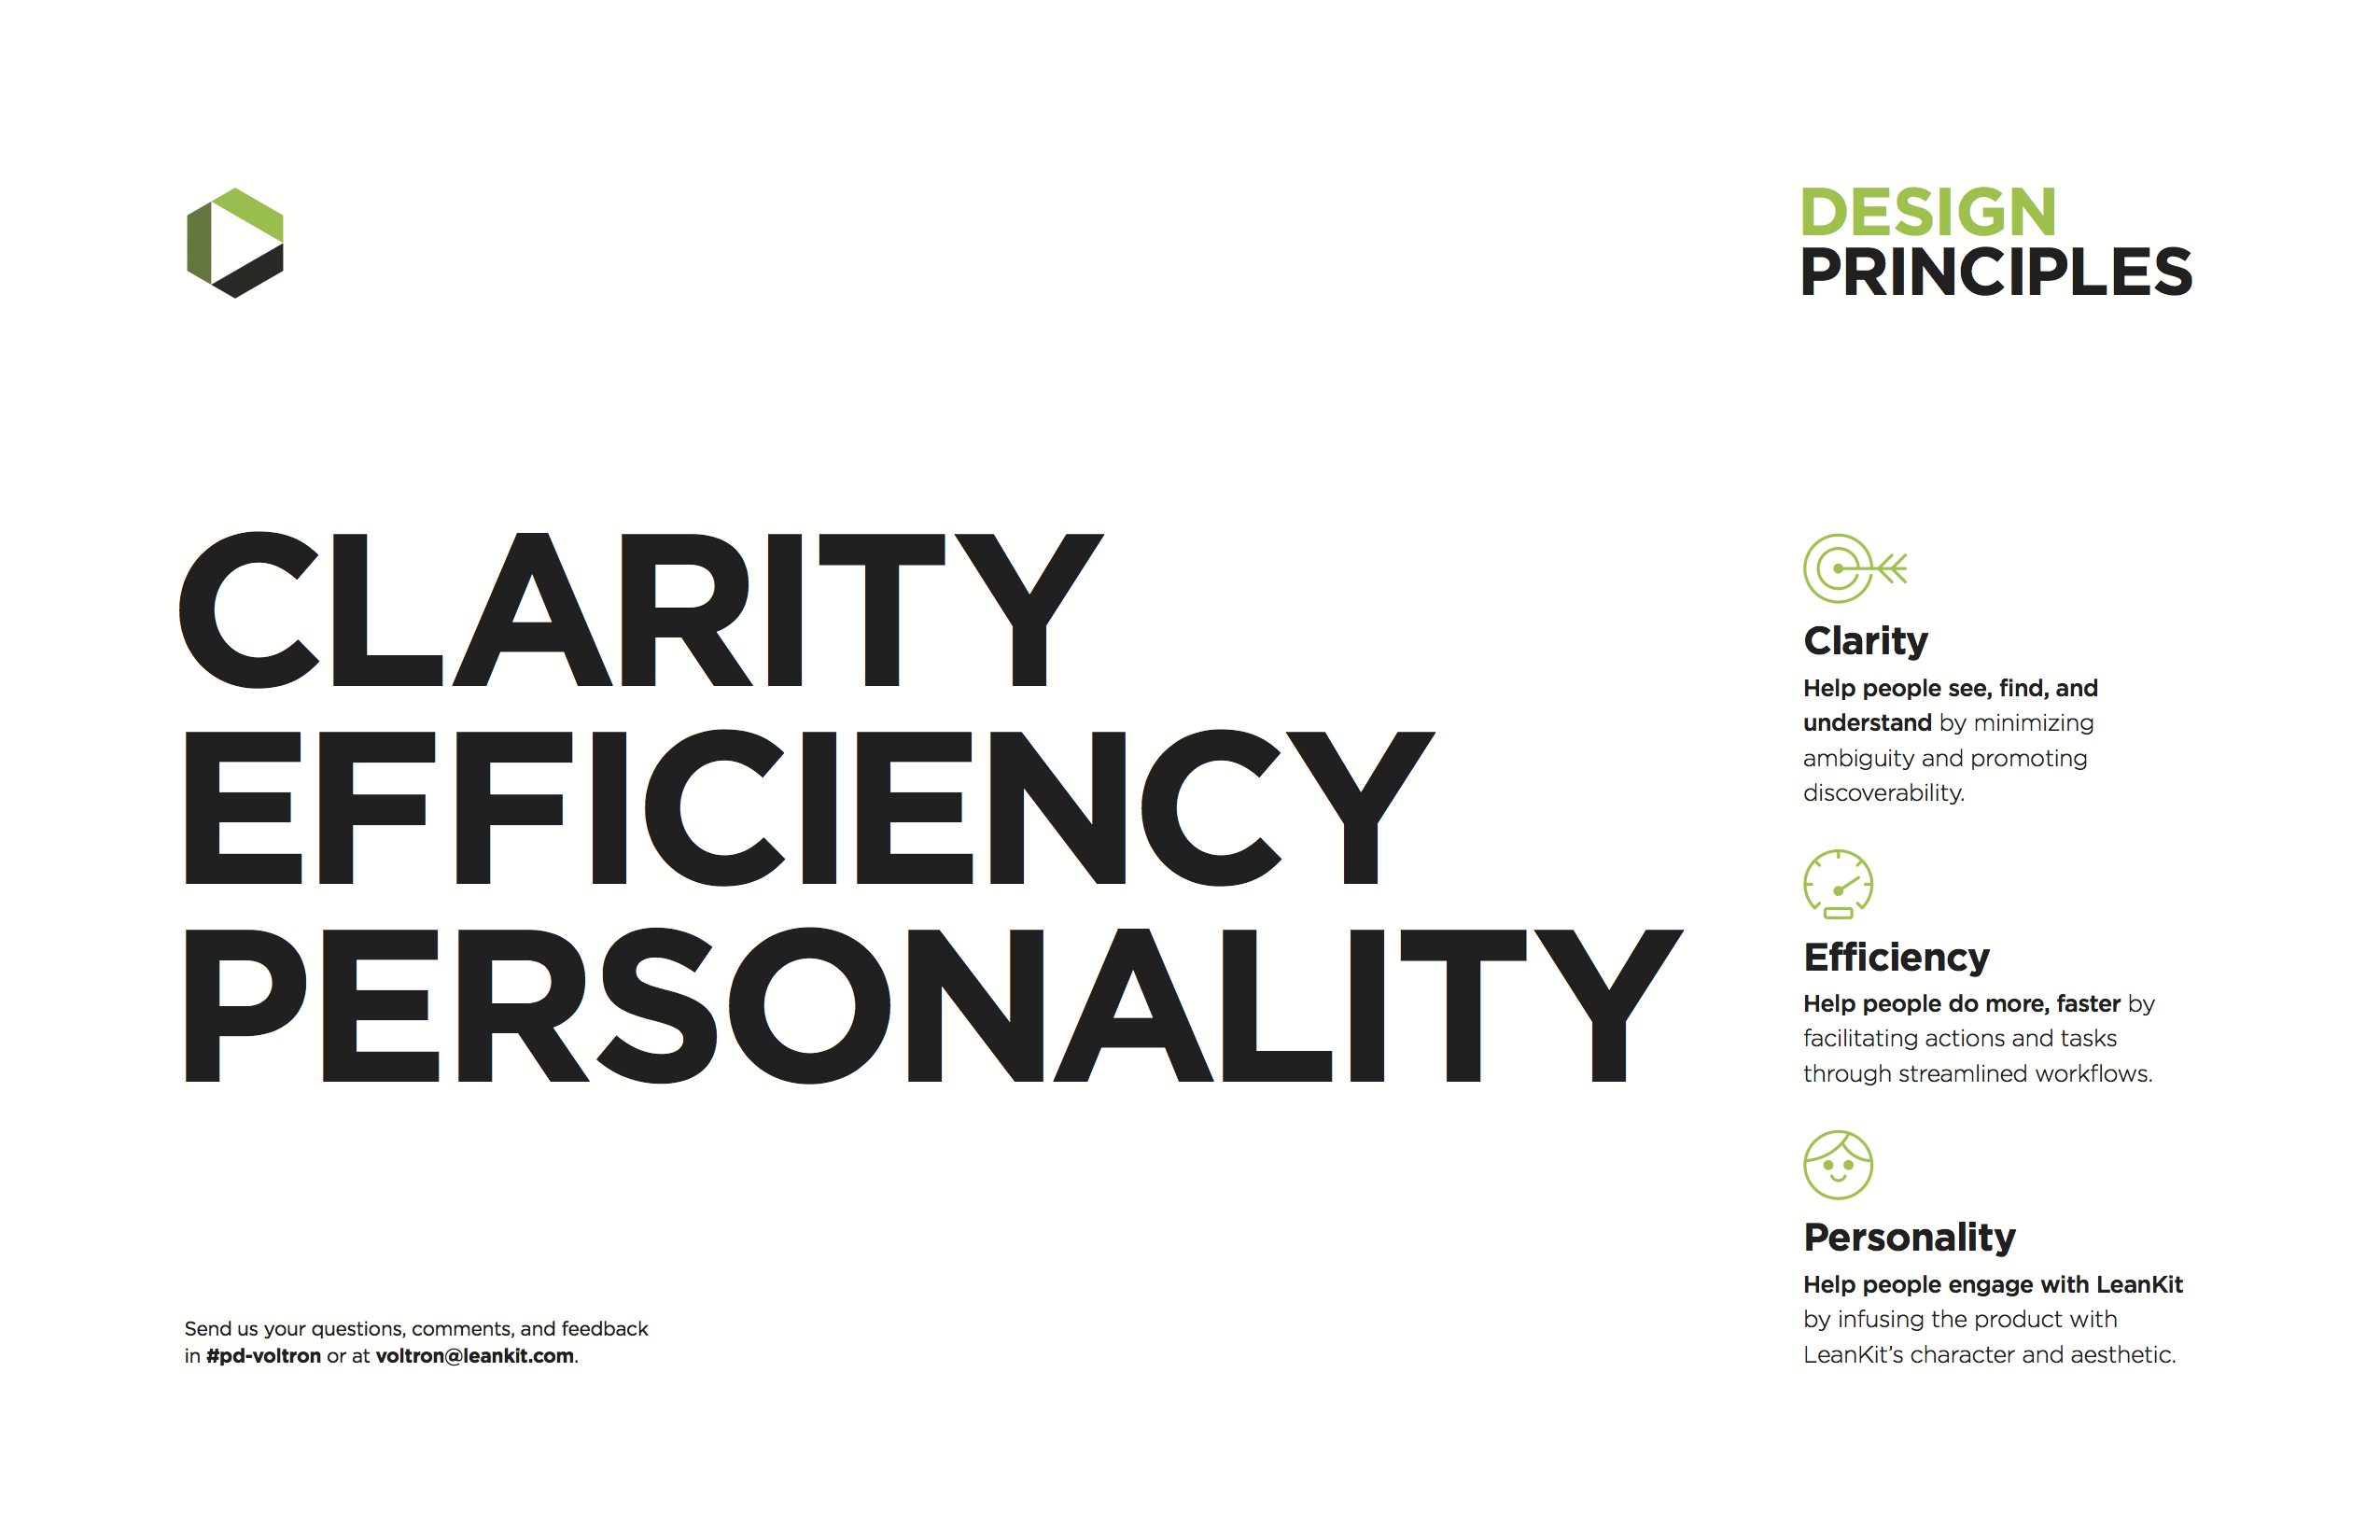 DESIGN
PRINCIPLES
CLARITY
EFFICIENCY
PERSONALITY
Clarity
Help people see, find, and
understand by minimizing
ambiguity and promoting
discoverability.
Efficiency
Help people do more, faster by
facilitating actions and tasks
through streamlined workflows.
Personality
Help people engage with LeanKit
by infusing the product with
LeanKit’s character and aesthetic.
Send us your questions, comments, and feedback
in #pd-voltron or at voltron@leankit.com.